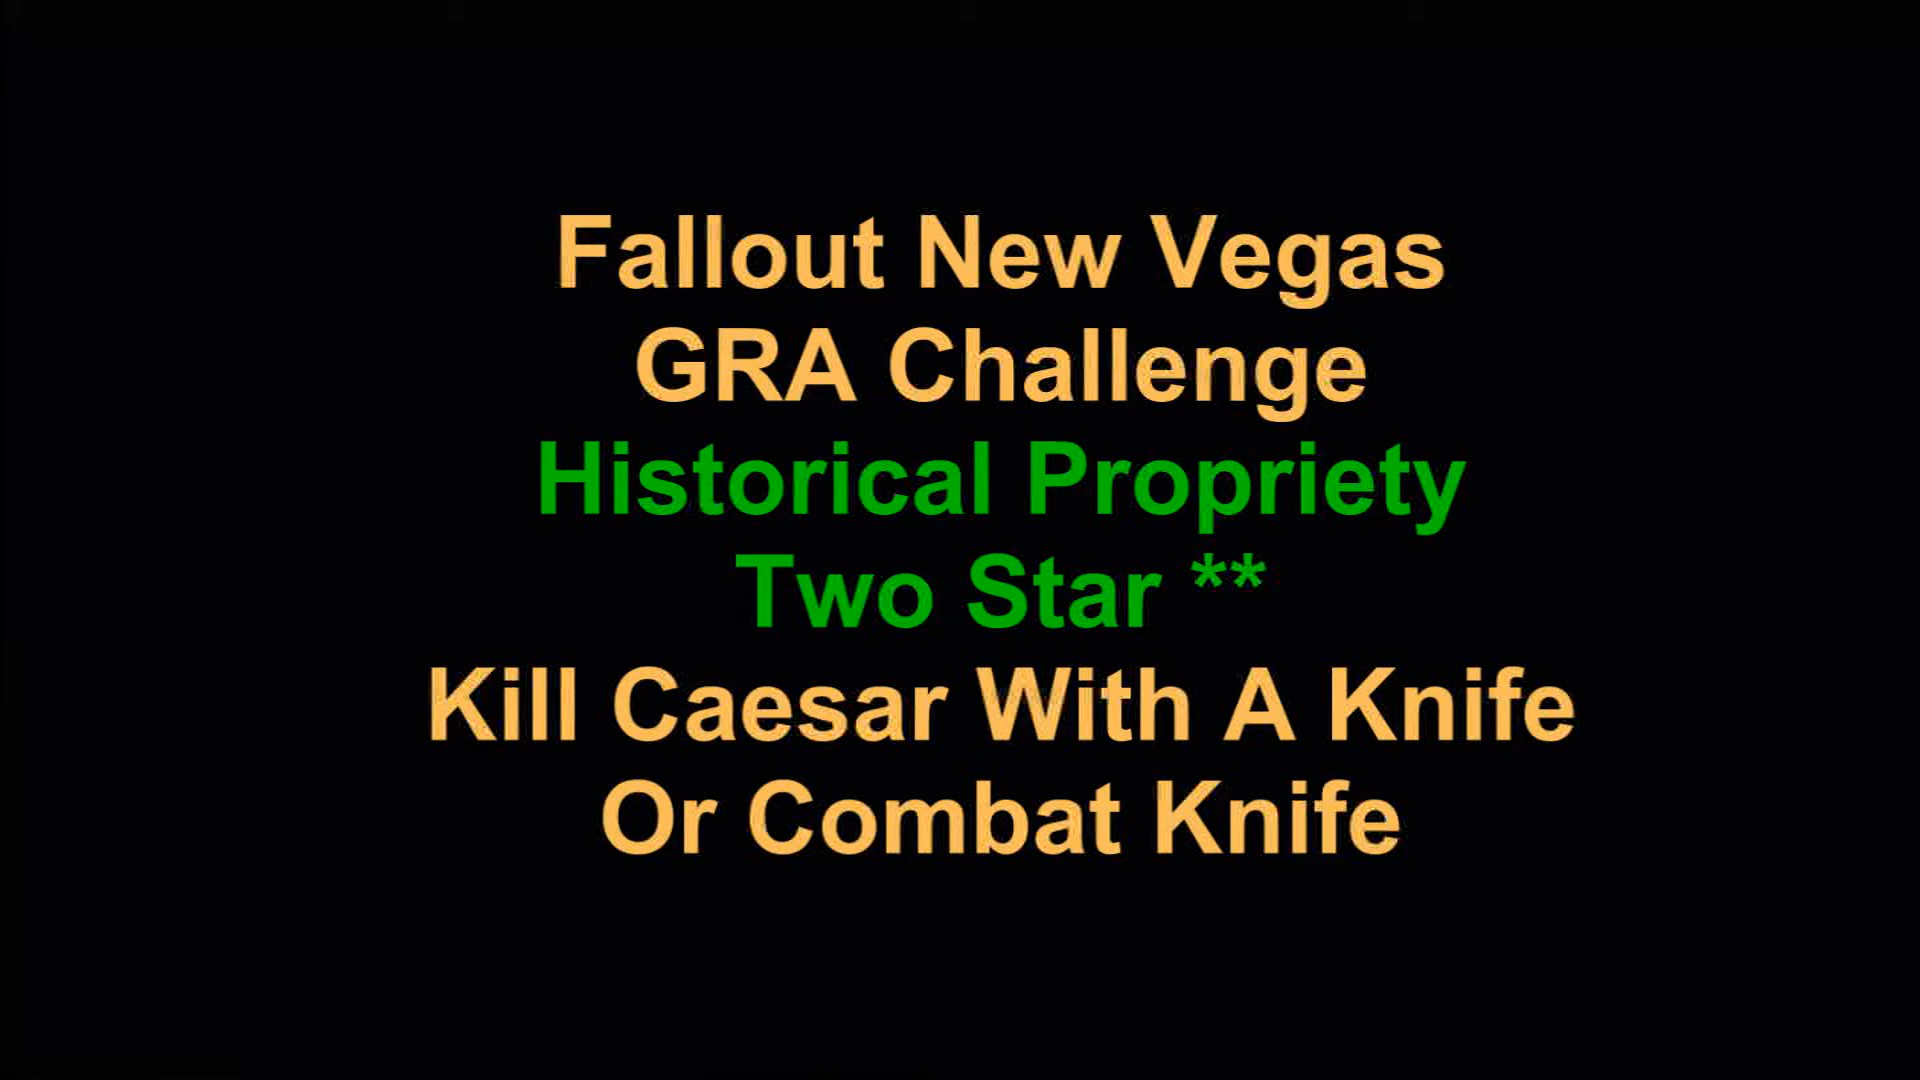 Fallout New Vegas
GRA Challenge
Historical Propriety
Two Star **
Kill Caesar With A Knife
Or Combat Knife